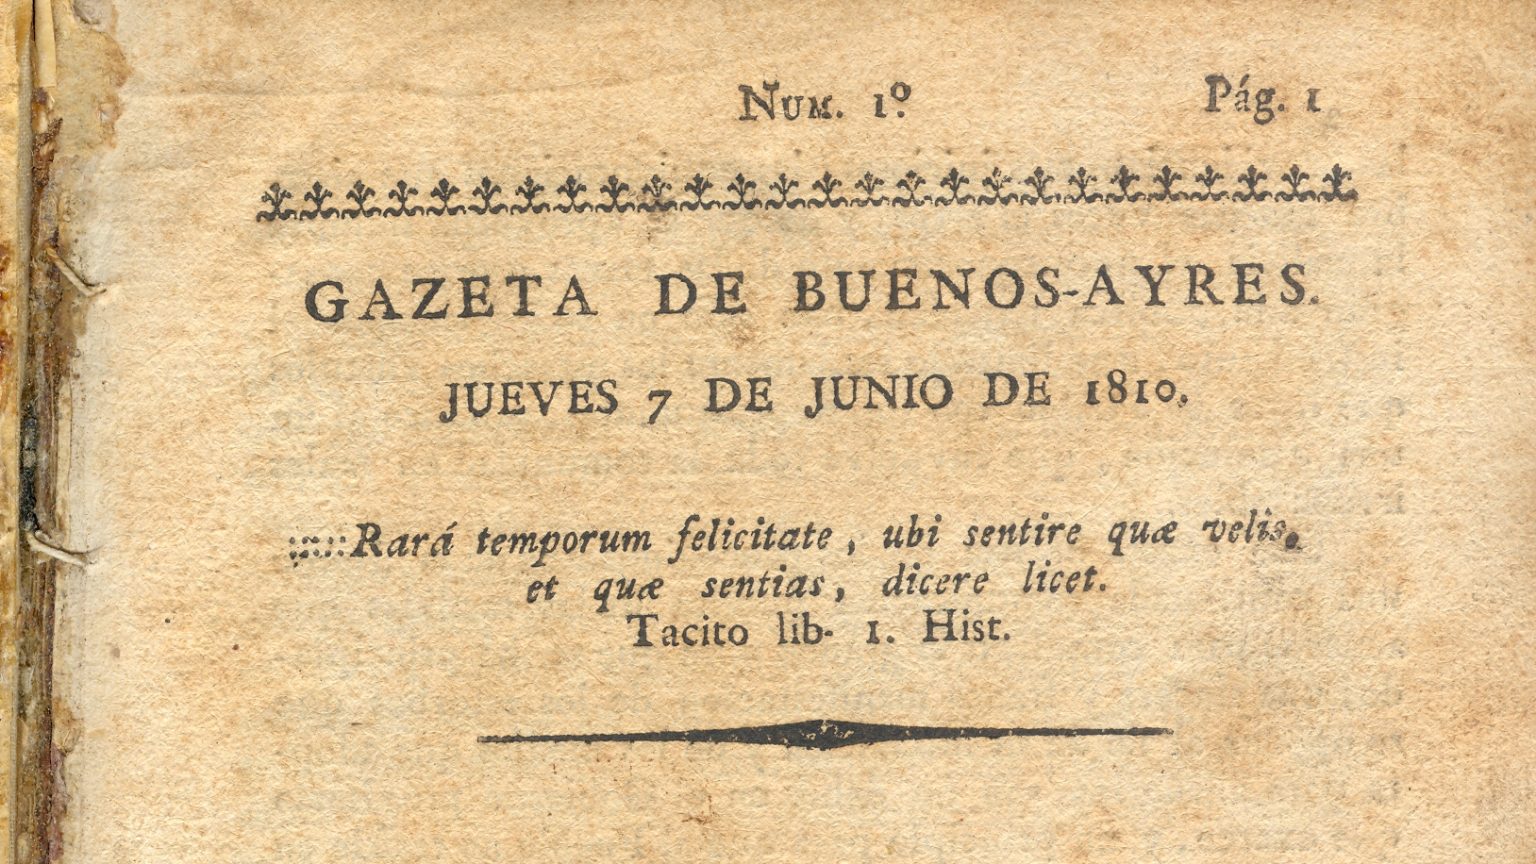 Num. 1º Pág. 1
GAZETA DE BUENOS-AYRES.
JUEVES 7 DE JUNIO DE 1810.
::::::Rará temporum felicitate, ubi sentire quæ velis,
et quæ sentias, dicere licet.
Tacito lib- 1. Hist.